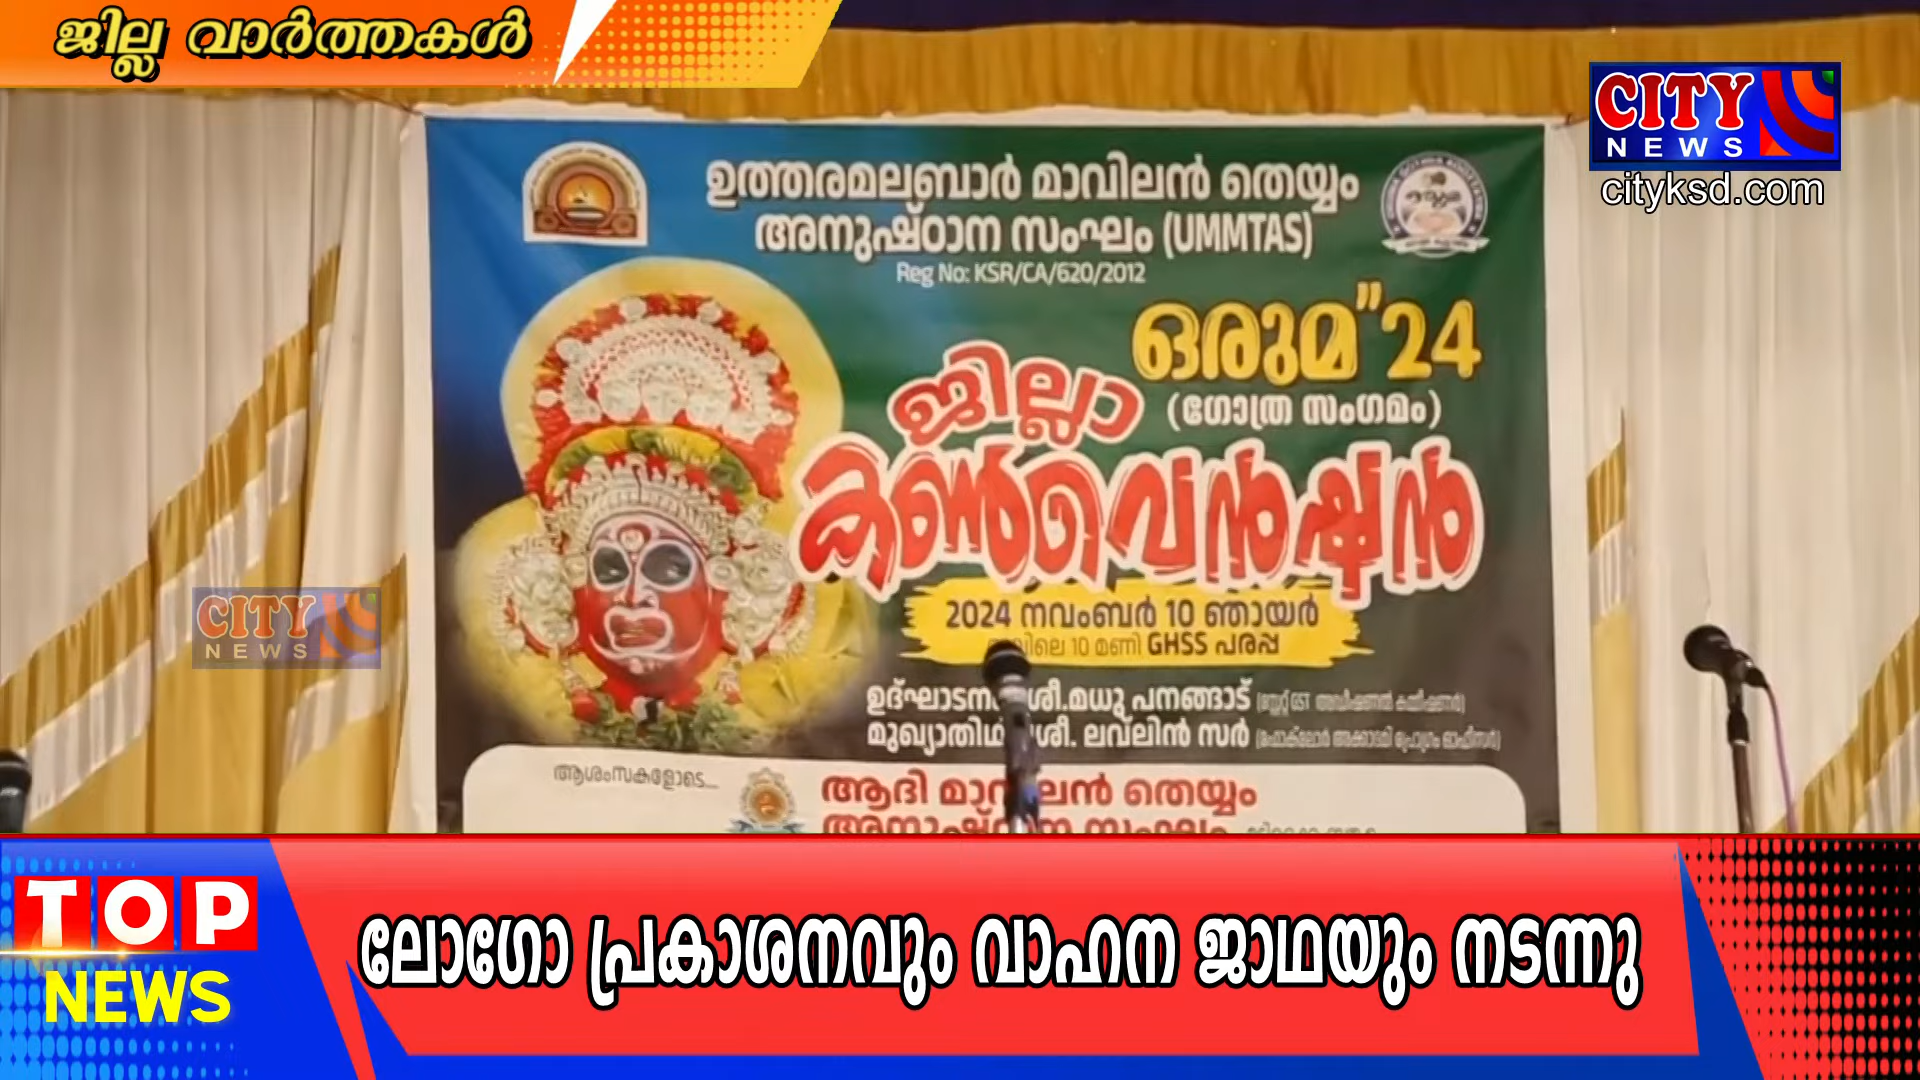 ജില്ല വാർത്തകൾ
CITY
NEWS
cityksd.com
ഉത്തരമലബാർ മാവിലൻ തെയ്യം
അനുഷ്ഠാന സംഘം (UMMTAS)
Reg No: KSR/CA/620/2012
ഒരുമ"24
(ഗോത്ര സംഗമം)
ജില്ലാ
കൺവെൻഷൻ
2024 നവംബർ 10 ഞായർ
10 മണി GHSS പരപ്പ
CITY
NEWS
മധു പനങ്ങാട്
ലവ്ലിൻ സർ
ആശംസകളോടെ...
ആദി തെയ്യം
TOP
NEWS
ലോഗോ പ്രകാശനവും വാഹന ജാഥയും നടന്നു